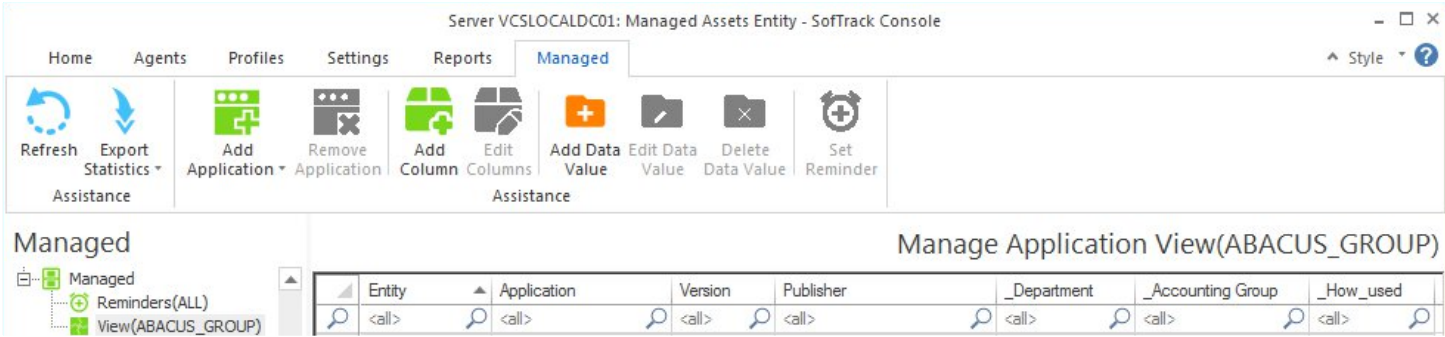 Server VCSLOCALDC01: Managed Assets Entity - SofTrack Console
Home Agents Profiles Settings Reports Managed Style ?
Refresh Export Statistics Add Application Remove Application Add Column Edit Columns Add Data Value Edit Data Value Delete Data Value Set Reminder
Assistance Assistance
Managed Manage Application View(ABACUS_GROUP)
Managed
Reminders(ALL)
View(ABACUS_GROUP)
Entity Application Version Publisher _Department _Accounting Group _How_used
<all> <all> <all> <all> <all> <all> <all>